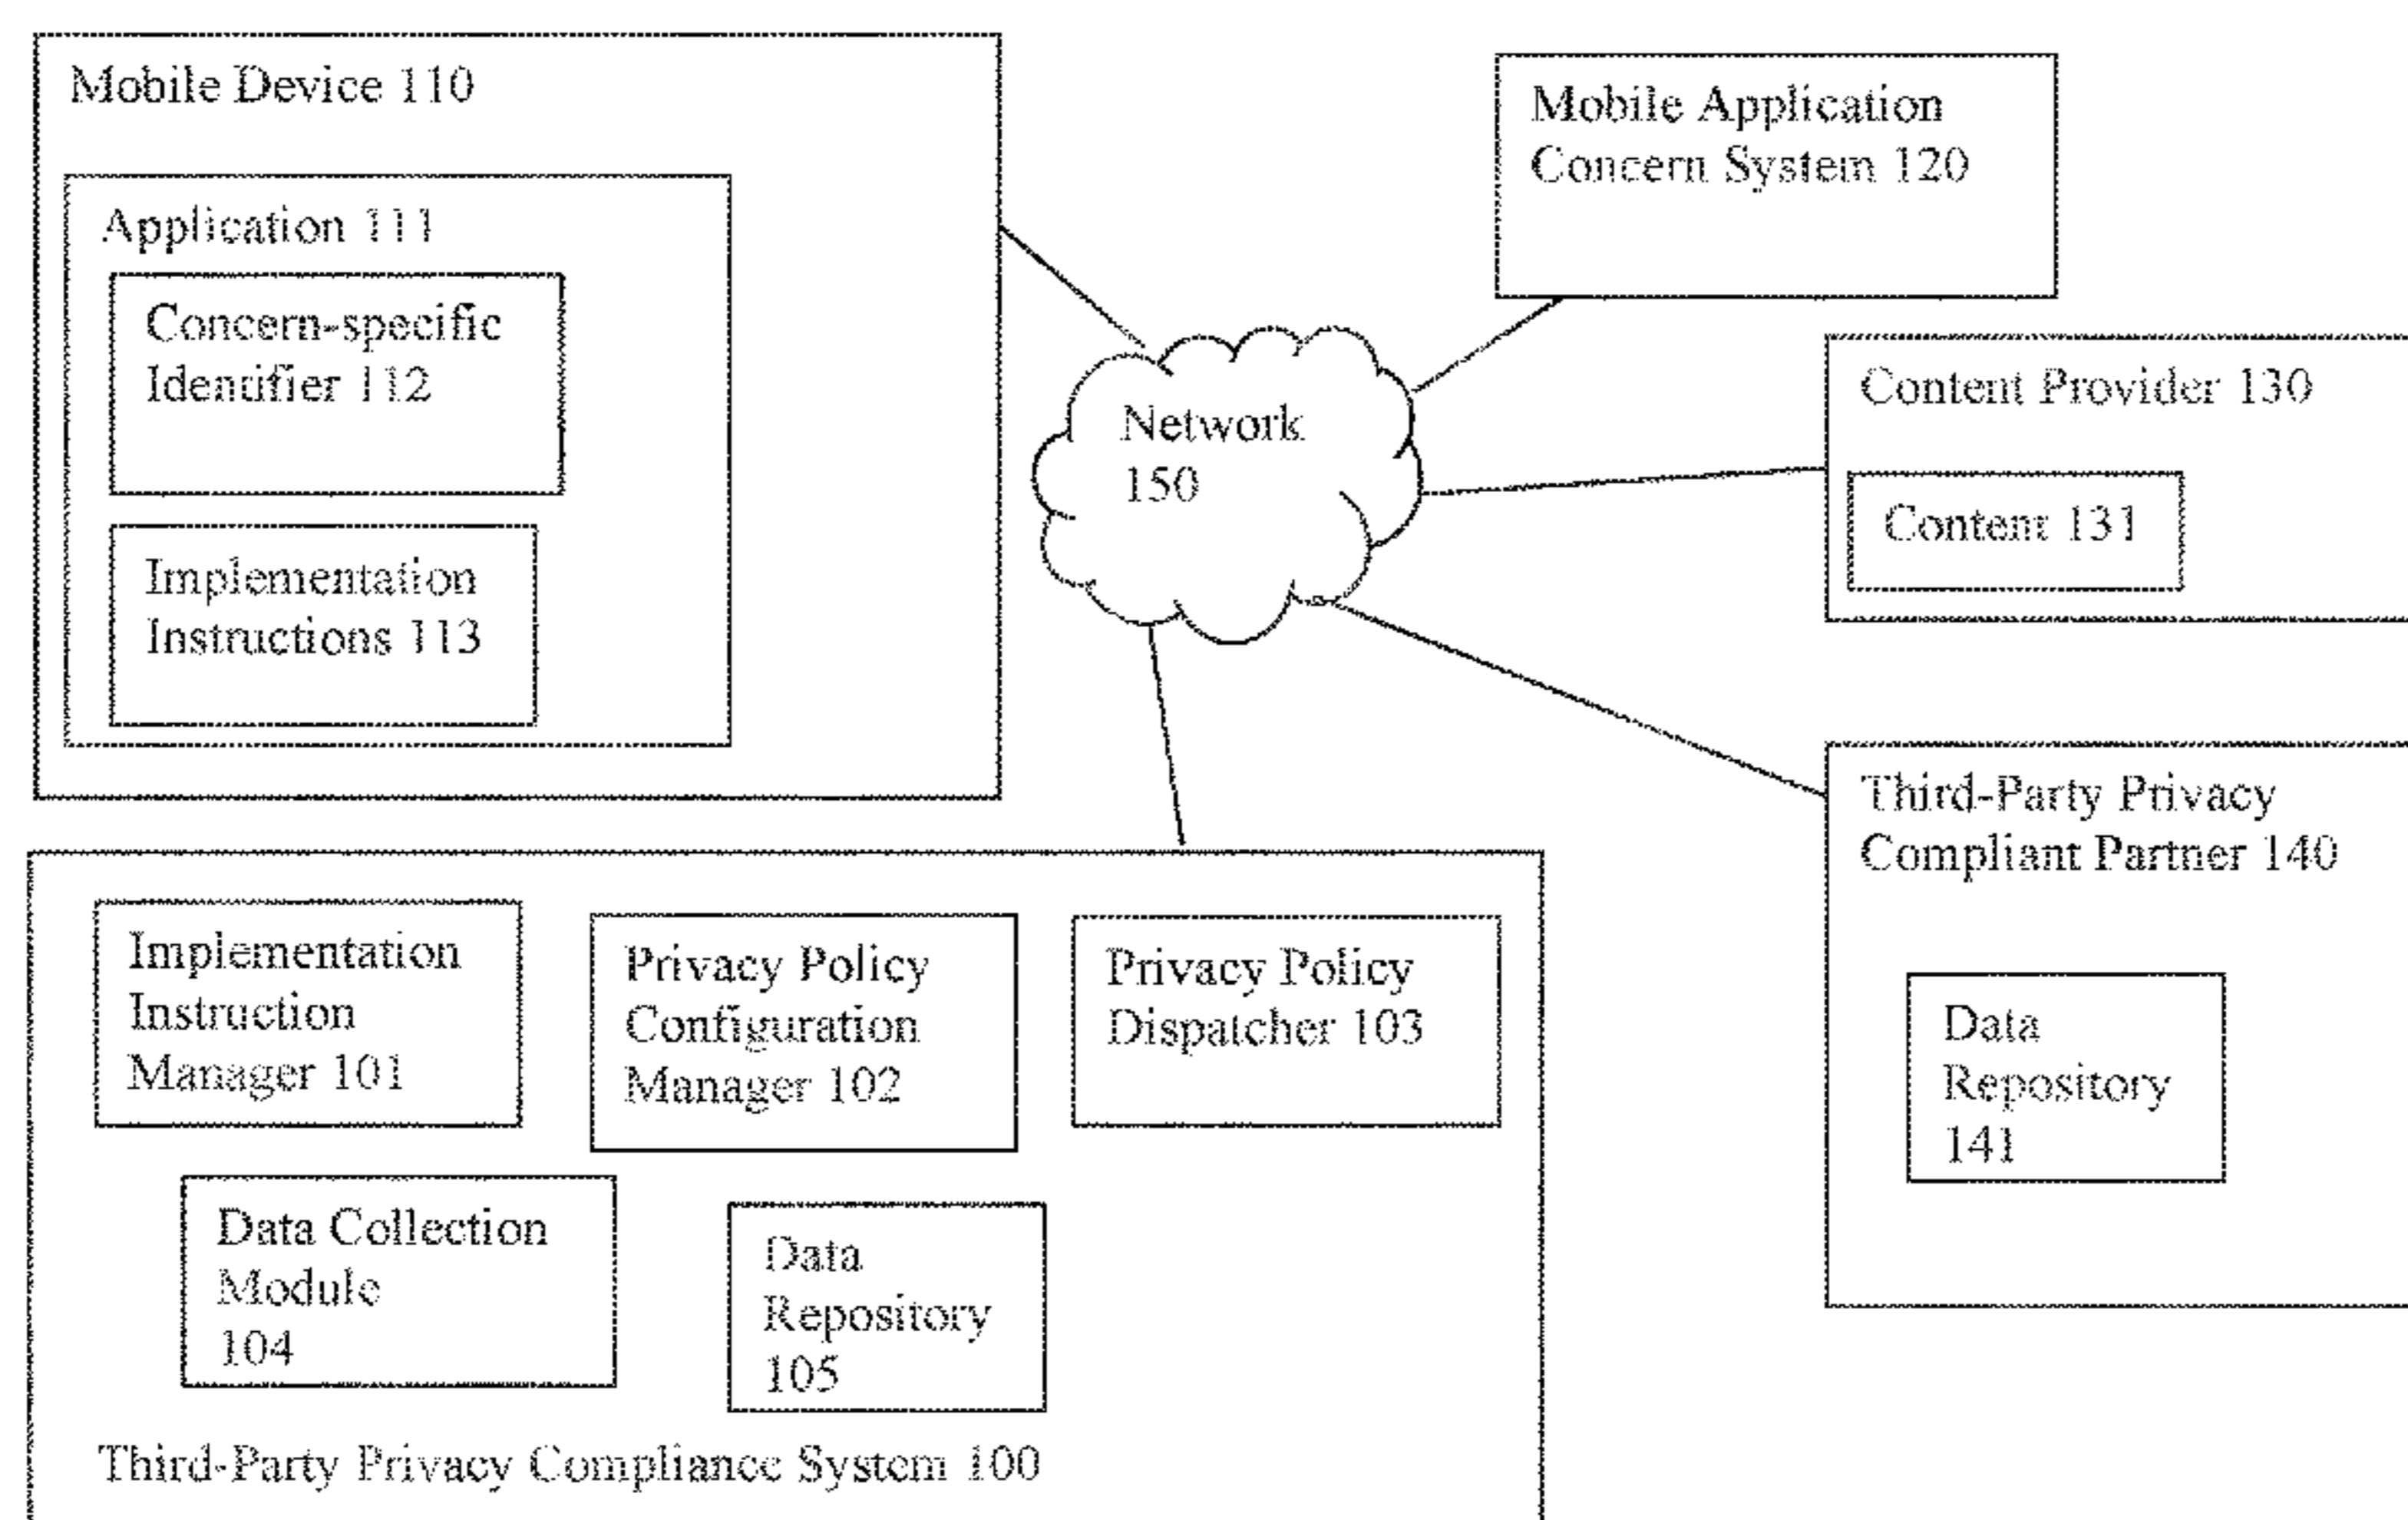 Mobile Device 110
Application 111
Concern-specific
Identifier 112
Implementation
Instructions 113
Network
150
Mobile Application
Concern System 120
Content Provider 130
Content 131
Third-Party Privacy
Compliant Partner 140
Data
Repository
141
Implementation
Instruction
Manager 101
Privacy Policy
Configuration
Manager 102
Privacy Policy
Dispatcher 103
Data Collection
Module
104
Data
Repository
105
Third-Party Privacy Compliance System 100